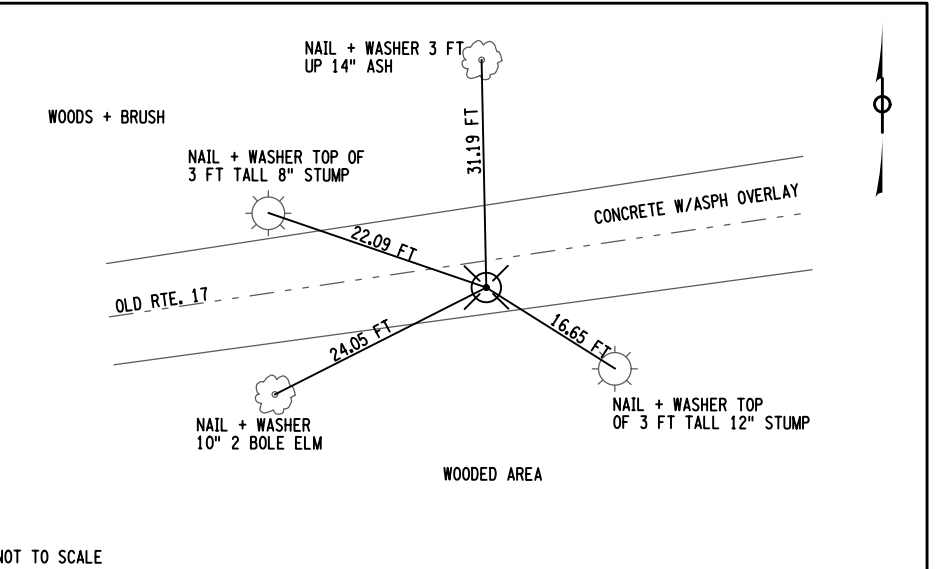 NAIL + WASHER 3 FT
UP 14" ASH
WOODS + BRUSH
NAIL + WASHER TOP OF
3 FT TALL 8" STUMP
31.19 FT
CONCRETE W/ASPH OVERLAY
22.09 FT
OLD RTE. 17
24.05 FT
16.65 FT
NAIL + WASHER TOP
OF 3 FT TALL 12" STUMP
NAIL + WASHER
10" 2 BOLE ELM
WOODED AREA
NOT TO SCALE